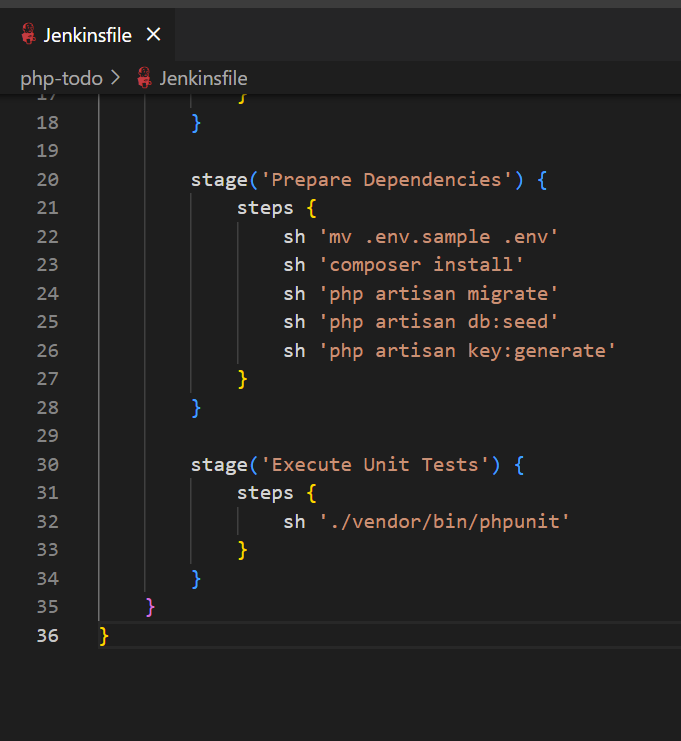 Jenkinsfile
php-todo > Jenkinsfile
17 }
18 }
19
20 stage('Prepare Dependencies') {
21 steps {
22 sh 'mv .env.sample .env'
23 sh 'composer install'
24 sh 'php artisan migrate'
25 sh 'php artisan db:seed'
26 sh 'php artisan key:generate'
27 }
28 }
29
30 stage('Execute Unit Tests') {
31 steps {
32 sh './vendor/bin/phpunit'
33 }
34 }
35 }
36 }